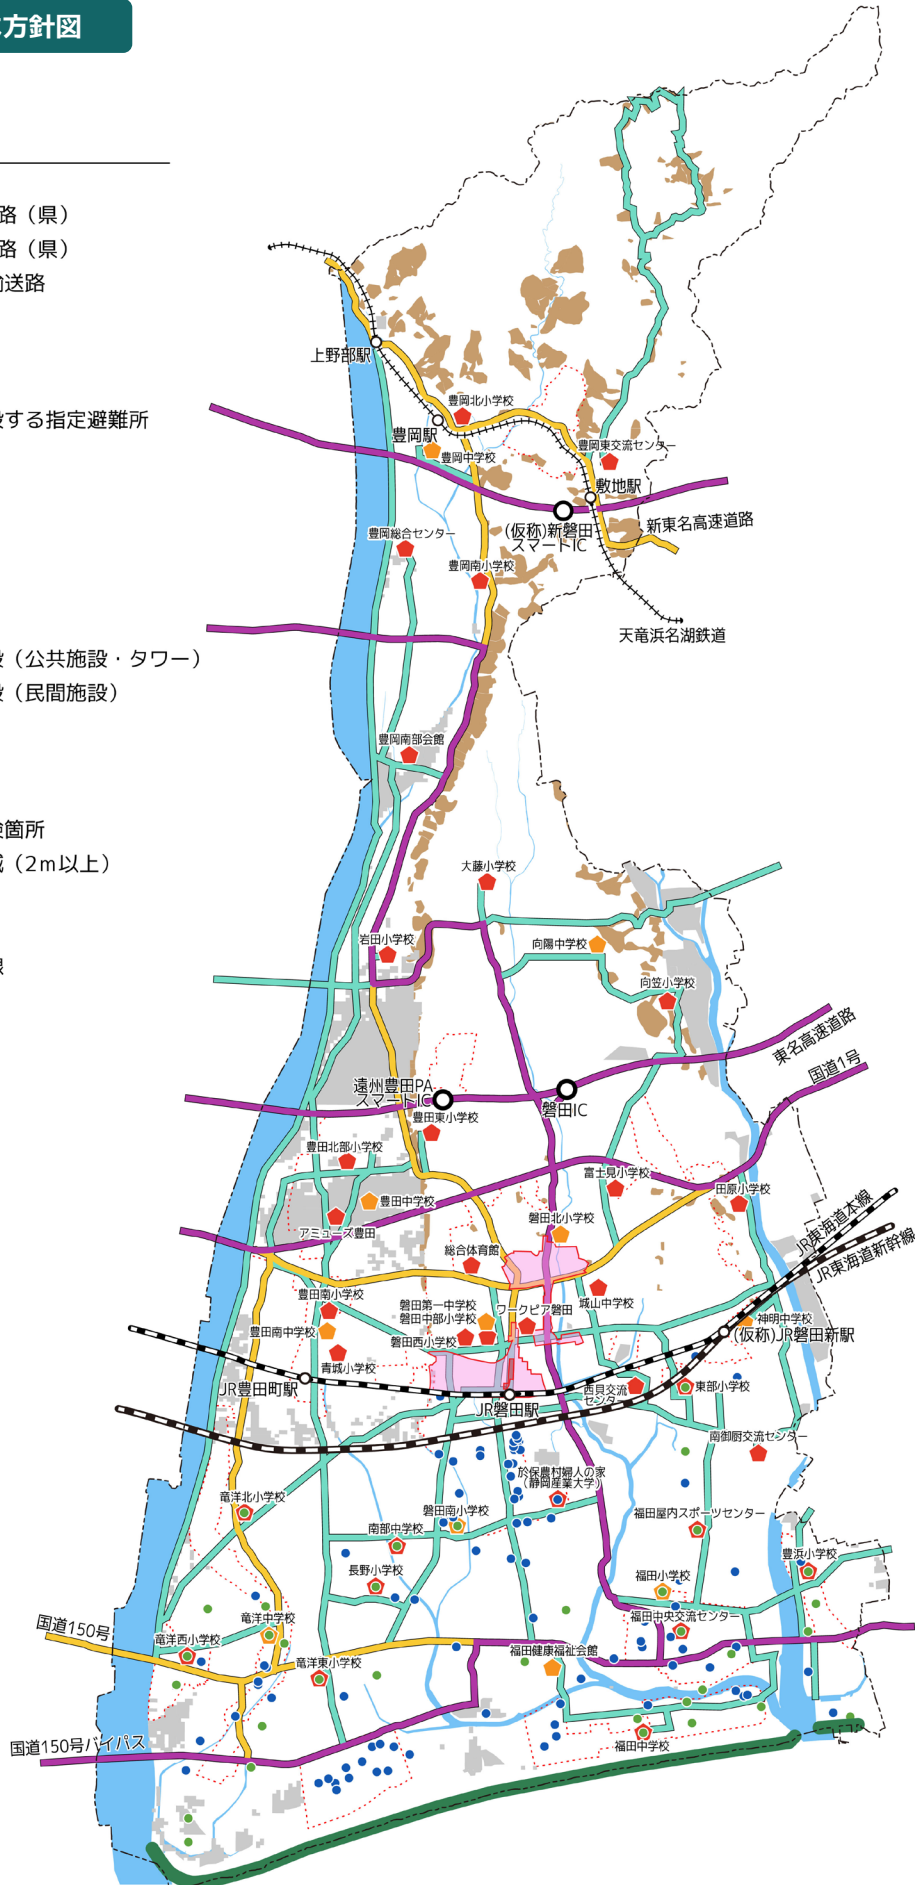 方針図
路（県）
路（県）
送路
する指定避難所
（公共施設・タワー）
（民間施設）
箇所
（2m以上）
上野部駅
豊岡北小学校
豊岡駅
豊岡中学校
豊岡東交流センター
敷地駅
(仮称)新磐田
スマートIC
新東名高速道路
豊岡総合センター
豊岡南小学校
天竜浜名湖鉄道
豊岡南部会館
大藤小学校
岩田小学校
向陽中学校
向笠小学校
東名高速道路
国道1号
遠州豊田PA
スマートIC
磐田IC
豊田東小学校
豊田北部小学校
富士見小学校
田原小学校
豊田中学校
アミューズ豊田
磐田北小学校
総合体育館
JR東海道本線
JR東海道新幹線
豊田南小学校
城山中学校
磐田第一中学校
ワークピア磐田
磐田中部小学校
豊田南中学校
磐田西小学校
神明中学校
(仮称)JR磐田新駅
青城小学校
JR豊田町駅
JR磐田駅
西貝交流
センター
東部小学校
南御厨交流センター
於保農村婦人の家
（静岡産業大学）
竜洋北小学校
磐田南小学校
福田屋内スポーツセンター
南部中学校
豊浜小学校
長野小学校
福田小学校
国道150号
竜洋中学校
福田中央交流センター
竜洋西小学校
竜洋東小学校
福田健康福祉会館
国道150号バイパス
福田中学校